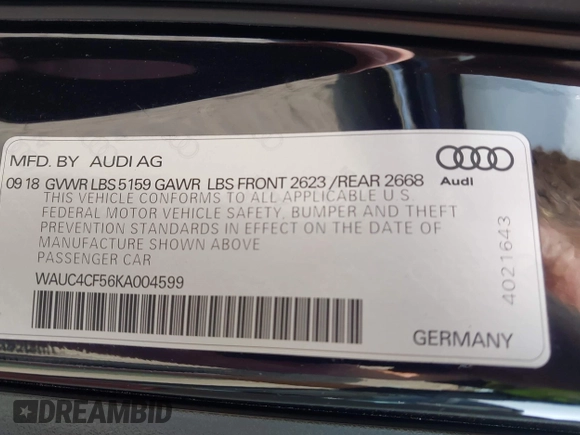 MFD. BY AUDI AG
09 18 GVWR LBS 5159 GAWR LBS FRONT 2623 /REAR 2668
Audi
THIS VEHICLE CONFORMS TO ALL APPLICABLE U.S.
FEDERAL MOTOR VEHICLE SAFETY, BUMPER AND THEFT
PREVENTION STANDARDS IN EFFECT ON THE DATE OF
MANUFACTURE SHOWN ABOVE
PASSENGER CAR
WAUC4CF56KA004599
4021643
GERMANY
DREAMBID